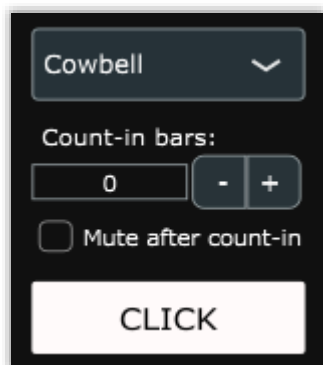 Cowbell
Count-in bars:
0 - +
Mute after count-in
CLICK